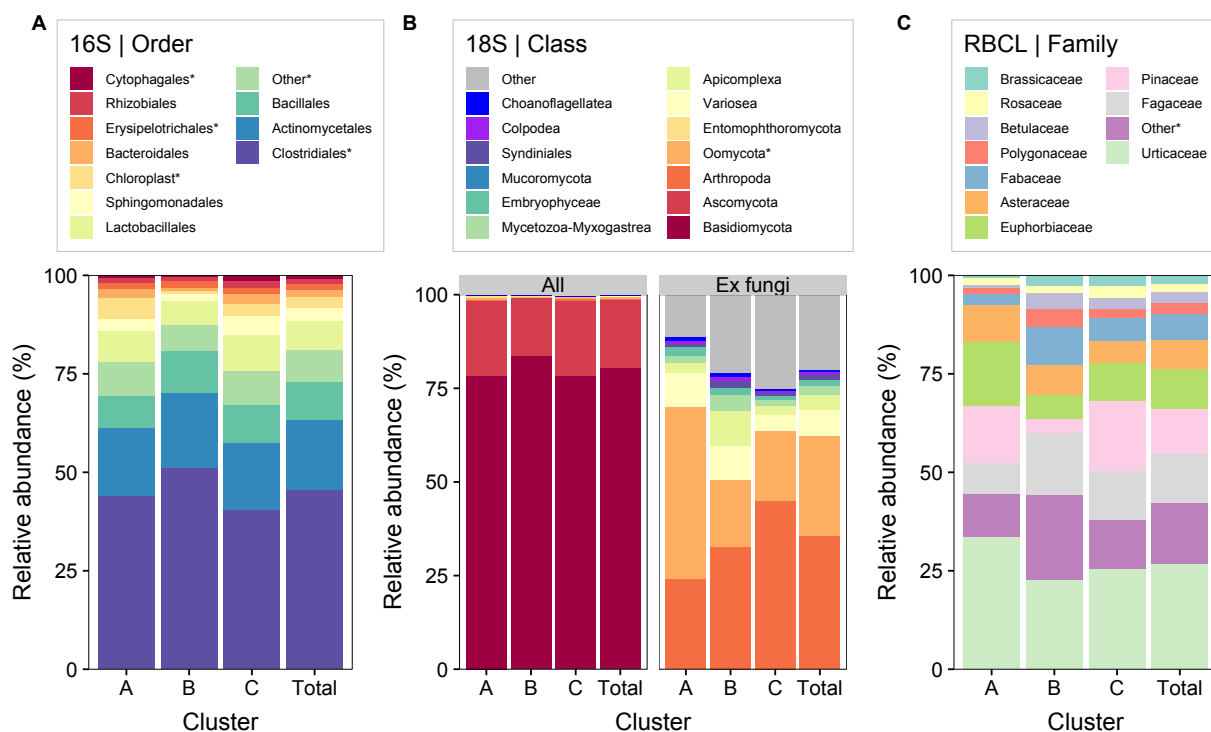 A
16S | Order
Cytophagales*
Rhizobiales
Erysipelotrichales*
Bacteroidales
Chloroplast*
Sphingomonadales
Lactobacillales
Other*
Bacillales
Actinomycetales
Clostridiales*
Relative abundance (%)
100
75
50
25
0
A B C Total
Cluster
B
18S | Class
Other
Choanoflagellatea
Colpodea
Syndiniales
Mucoromycota
Embryophyceae
Mycetozoa-Myxogastrea
Apicomplexa
Variosea
Entomophthoromycota
Oomycota*
Arthropoda
Ascomycota
Basidiomycota
All
Ex fungi
Relative abundance (%)
100
75
50
25
0
A B C Total
A B C Total
Cluster
C
RBCL | Family
Brassicaceae
Rosaceae
Betulaceae
Polygonaceae
Fabaceae
Asteraceae
Euphorbiaceae
Pinaceae
Fagaceae
Other*
Urticaceae
Relative abundance (%)
100
75
50
25
0
A B C Total
Cluster